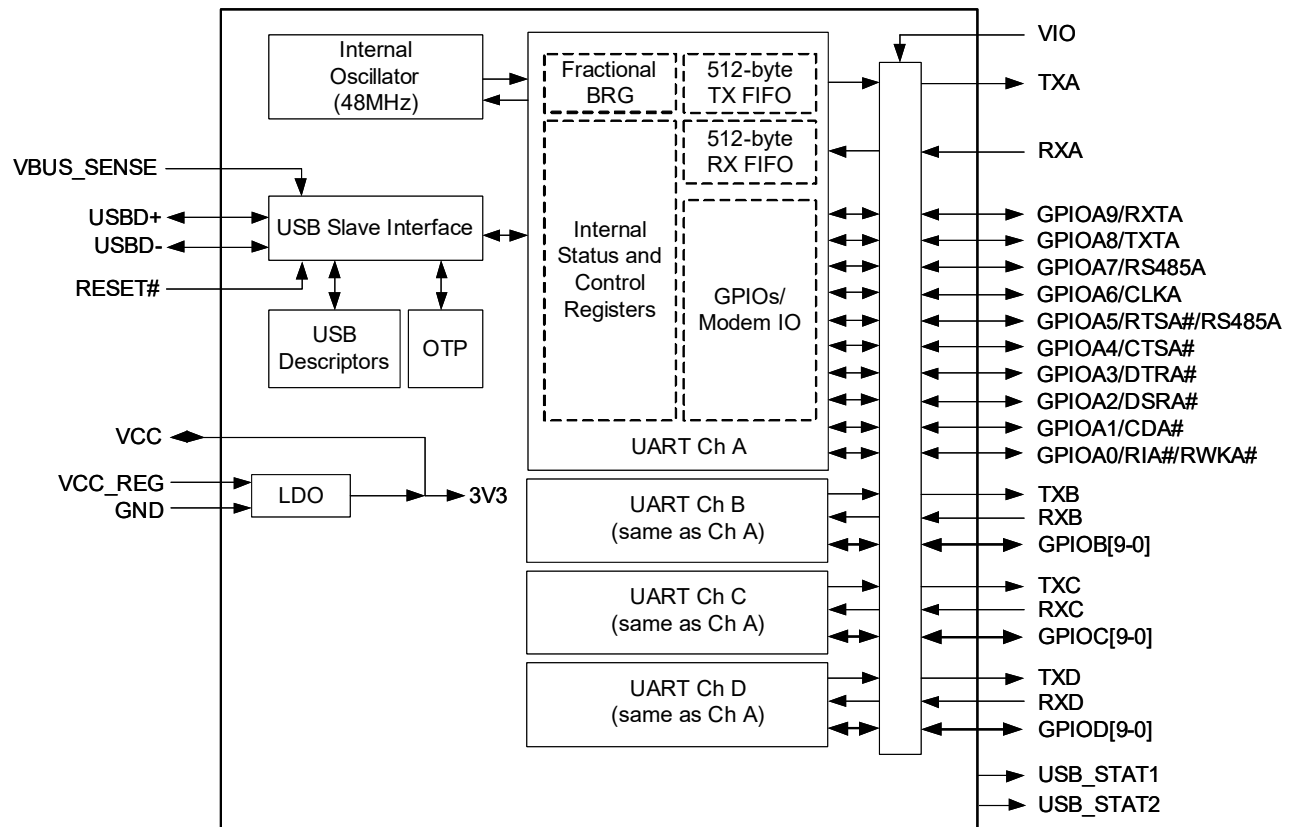 Internal
Oscillator
(48MHz)
VBUS_SENSE
USBD+
USBD-
RESET#
USB Slave Interface
USB
Descriptors
OTP
VCC
VCC_REG
GND
LDO
3V3
Fractional
BRG
512-byte
TX FIFO
512-byte
RX FIFO
Internal
Status and
Control
Registers
GPIOs/
Modem IO
UART Ch A
UART Ch B
(same as Ch A)
UART Ch C
(same as Ch A)
UART Ch D
(same as Ch A)
VIO
TXA
RXA
GPIOA9/RXTA
GPIOA8/TXTA
GPIOA7/RS485A
GPIOA6/CLKA
GPIOA5/RTSA#/RS485A
GPIOA4/CTSA#
GPIOA3/DTRA#
GPIOA2/DSRA#
GPIOA1/CDA#
GPIOA0/RIA#/RWKA#
TXB
RXB
GPIOB[9-0]
TXC
RXC
GPIOC[9-0]
TXD
RXD
GPIOD[9-0]
USB_STAT1
USB_STAT2